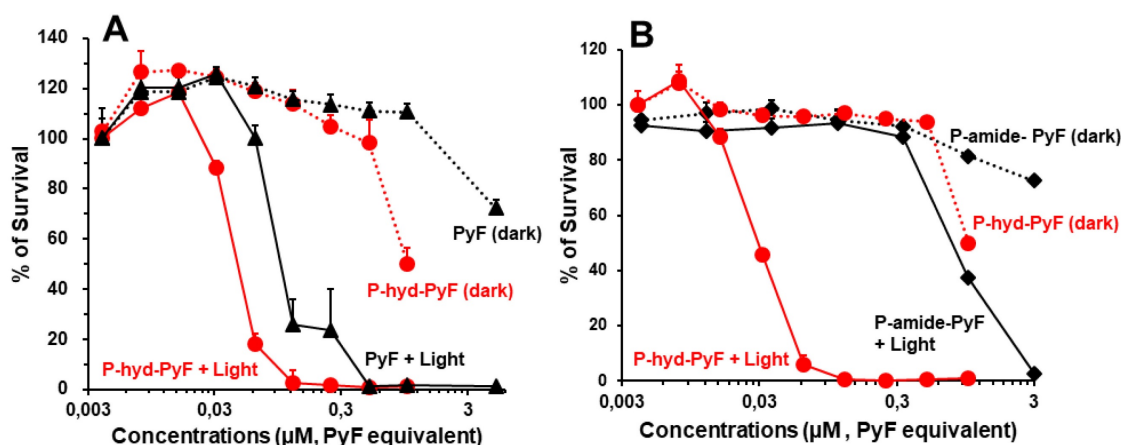 A
% of Survival
140
120
100
80
60
40
20
0
0,003
0,03
0,3
3
PyF (dark)
P-hyd-PyF (dark)
P-hyd-PyF + Light
PyF + Light
Concentrations (µM, PyF equivalent)
B
% of Survival
120
100
80
60
40
20
0
0,003
0,03
0,3
3
P-amide- PyF (dark)
P-hyd-PyF (dark)
P-amide-PyF
+ Light
P-hyd-PyF + Light
Concentrations (µM , PyF equivalent)